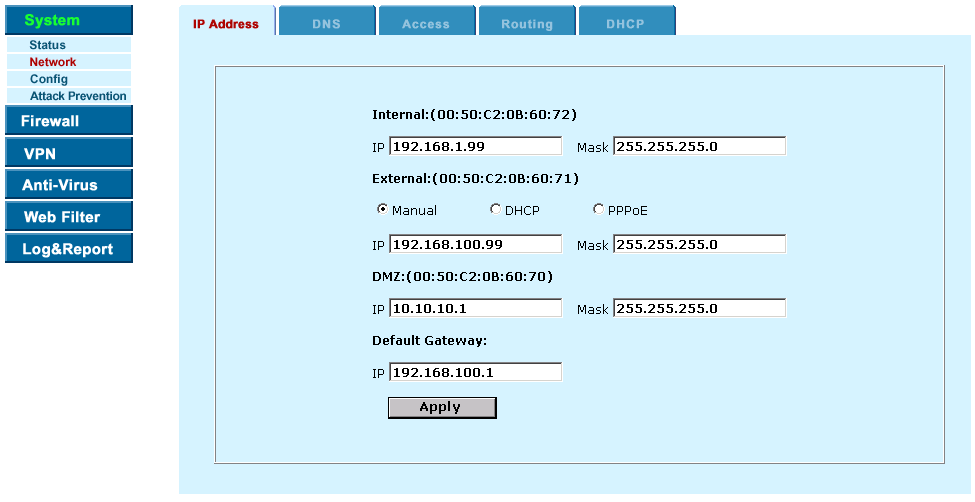 System
Status
Network
Config
Attack Prevention
Firewall
VPN
Anti-Virus
Web Filter
Log&Report
IP Address DNS Access Routing DHCP
Internal:(00:50:C2:0B:60:72)
IP 192.168.1.99 Mask 255.255.255.0
External:(00:50:C2:0B:60:71)
Manual DHCP PPPoE
IP 192.168.100.99 Mask 255.255.255.0
DMZ:(00:50:C2:0B:60:70)
IP 10.10.10.1 Mask 255.255.255.0
Default Gateway:
IP 192.168.100.1
Apply